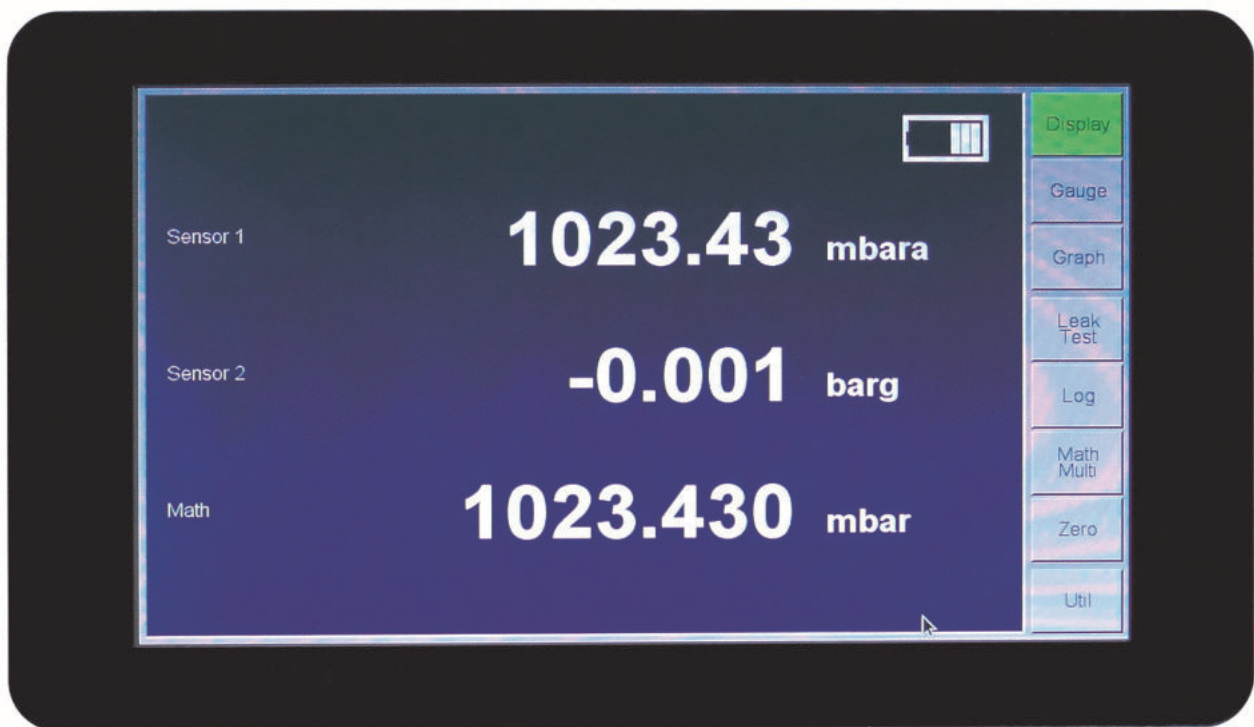 Display
Gauge
Sensor 1 1023.43 mbara
Graph
Leak
Test
Sensor 2 -0.001 barg
Log
Math
Multi
Math 1023.430 mbar
Zero
Util